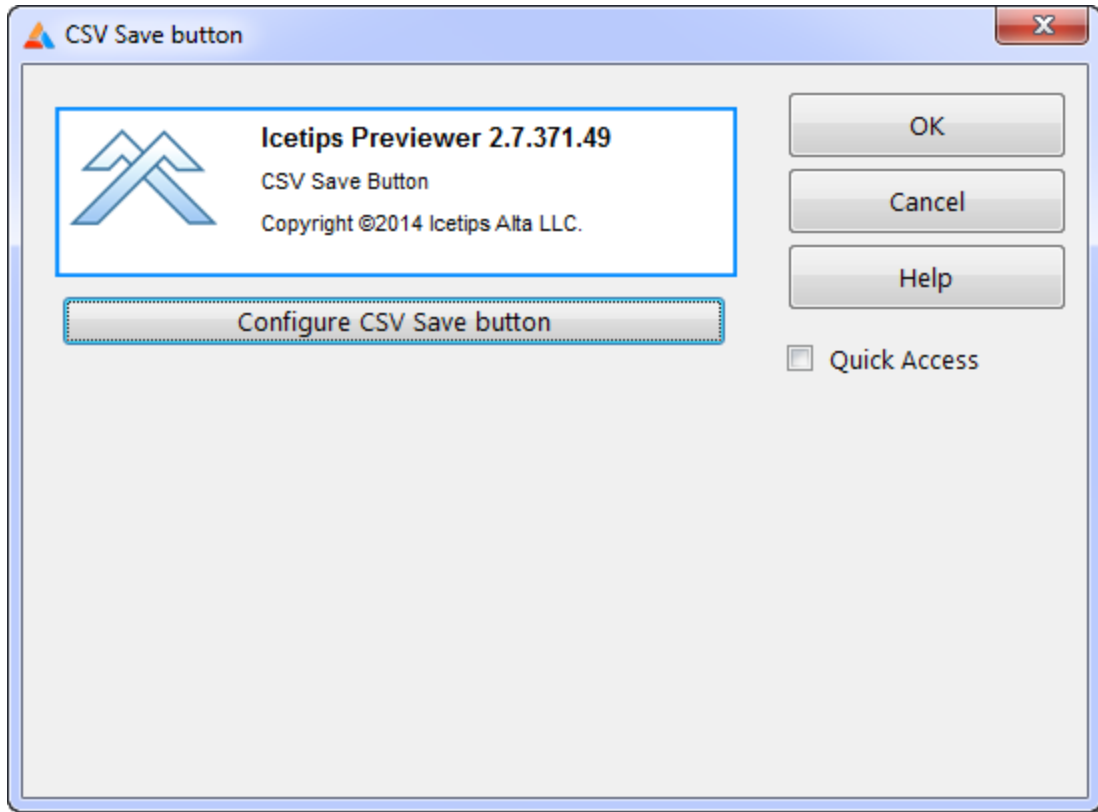 CSV Save button
Icetips Previewer 2.7.371.49
CSV Save Button
Copyright ©2014 Icetips Alta LLC.
Configure CSV Save button
OK
Cancel
Help
Quick Access